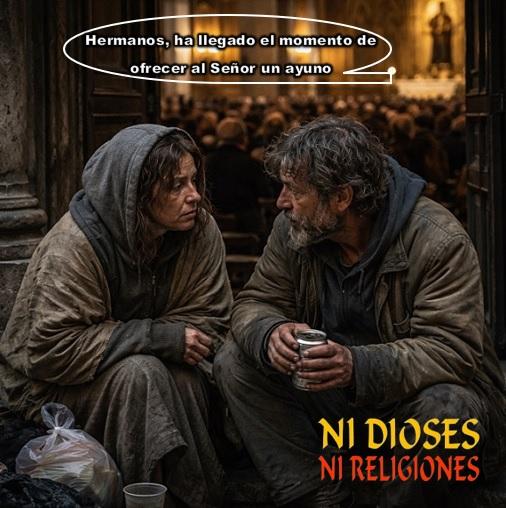 Hermanos, ha llegado el momento de
ofrecer al Señor un ayuno
NI DIOSES
NI RELIGIONES